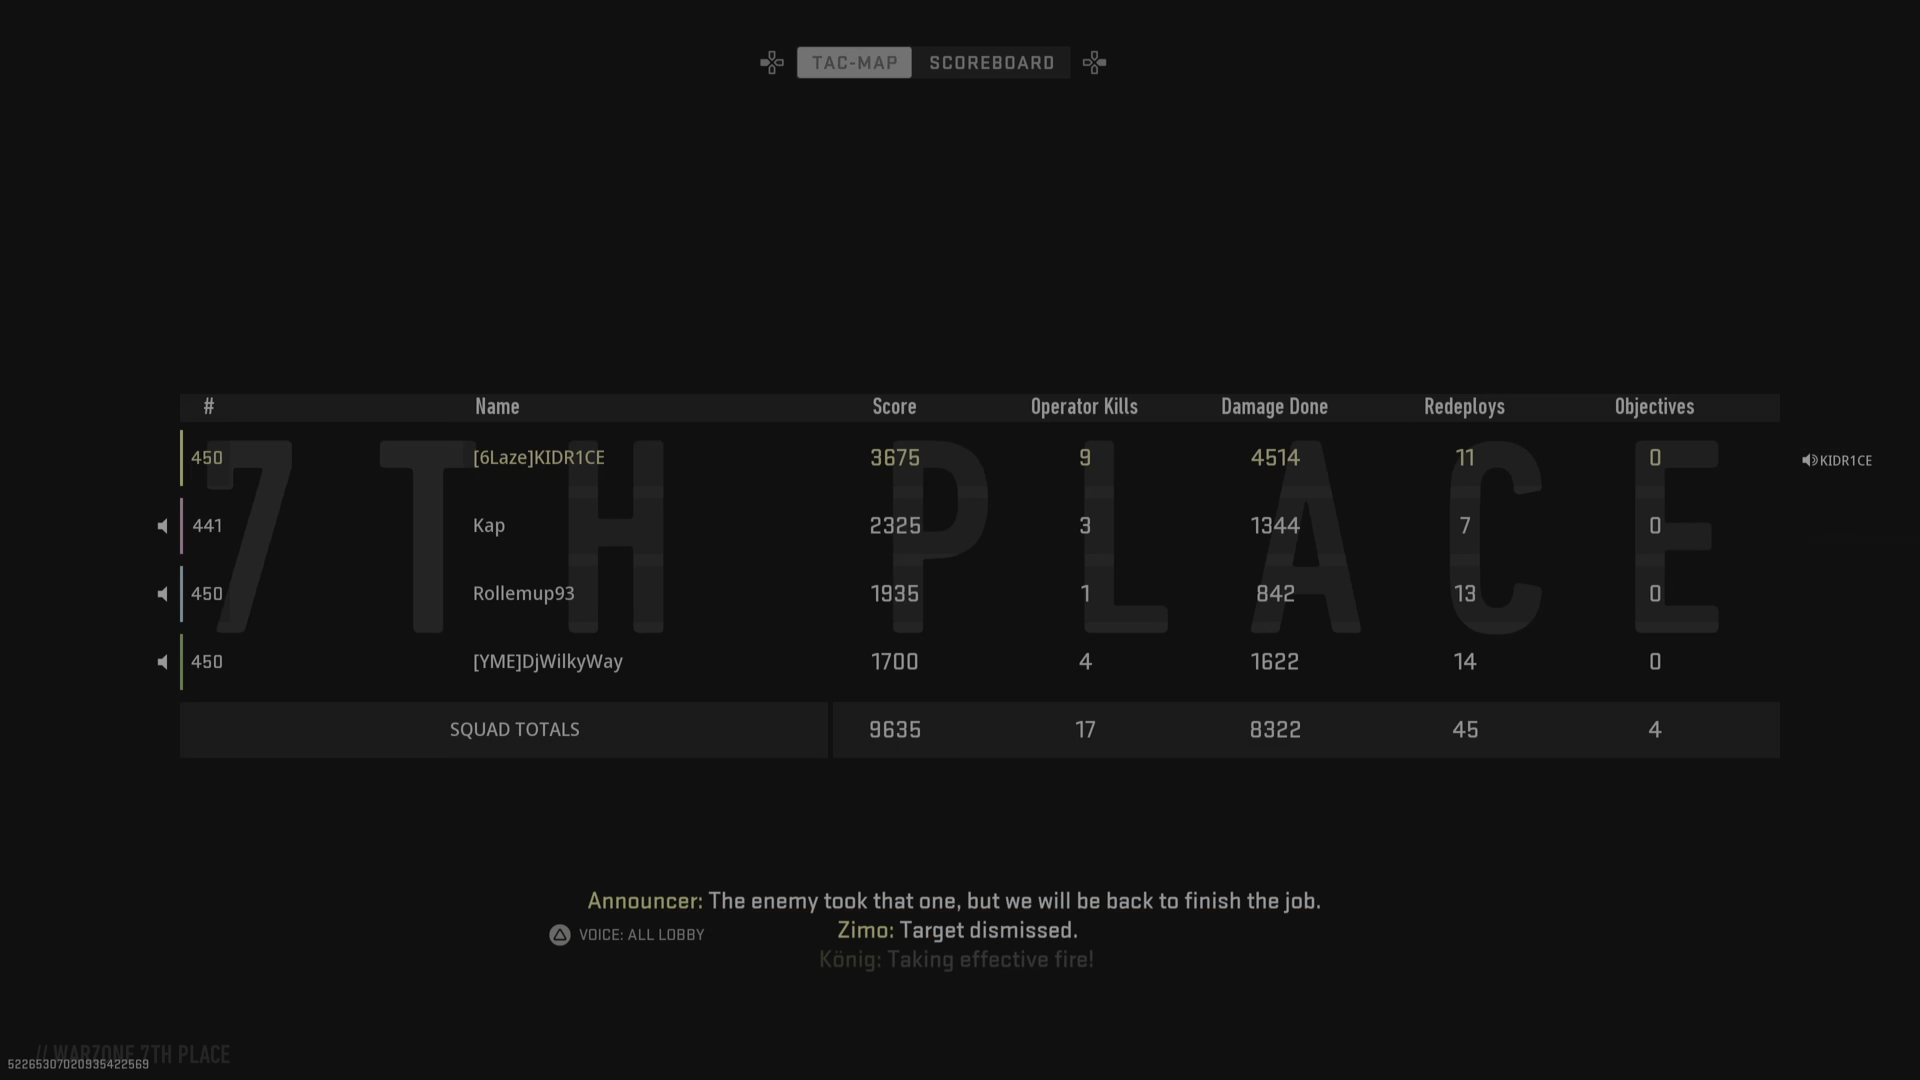 TAC-MAP SCOREBOARD
# Name Score Operator Kills Damage Done Redeploys Objectives
450 [6Laze]KIDR1CE 3675 9 4514 11 0 KIDR1CE
441 Kap 2325 3 1344 7 0
450 Rollemup93 1935 1 842 13 0
450 [YME]DjWilkyWay 1700 4 1622 14 0
7TH PLACE
SQUAD TOTALS 9635 17 8322 45 4
Announcer: The enemy took that one, but we will be back to finish the job.
VOICE: ALL LOBBY Zimo: Target dismissed.
König: Taking effective fire!
// WARZONE 7TH PLACE
52265307020935422569